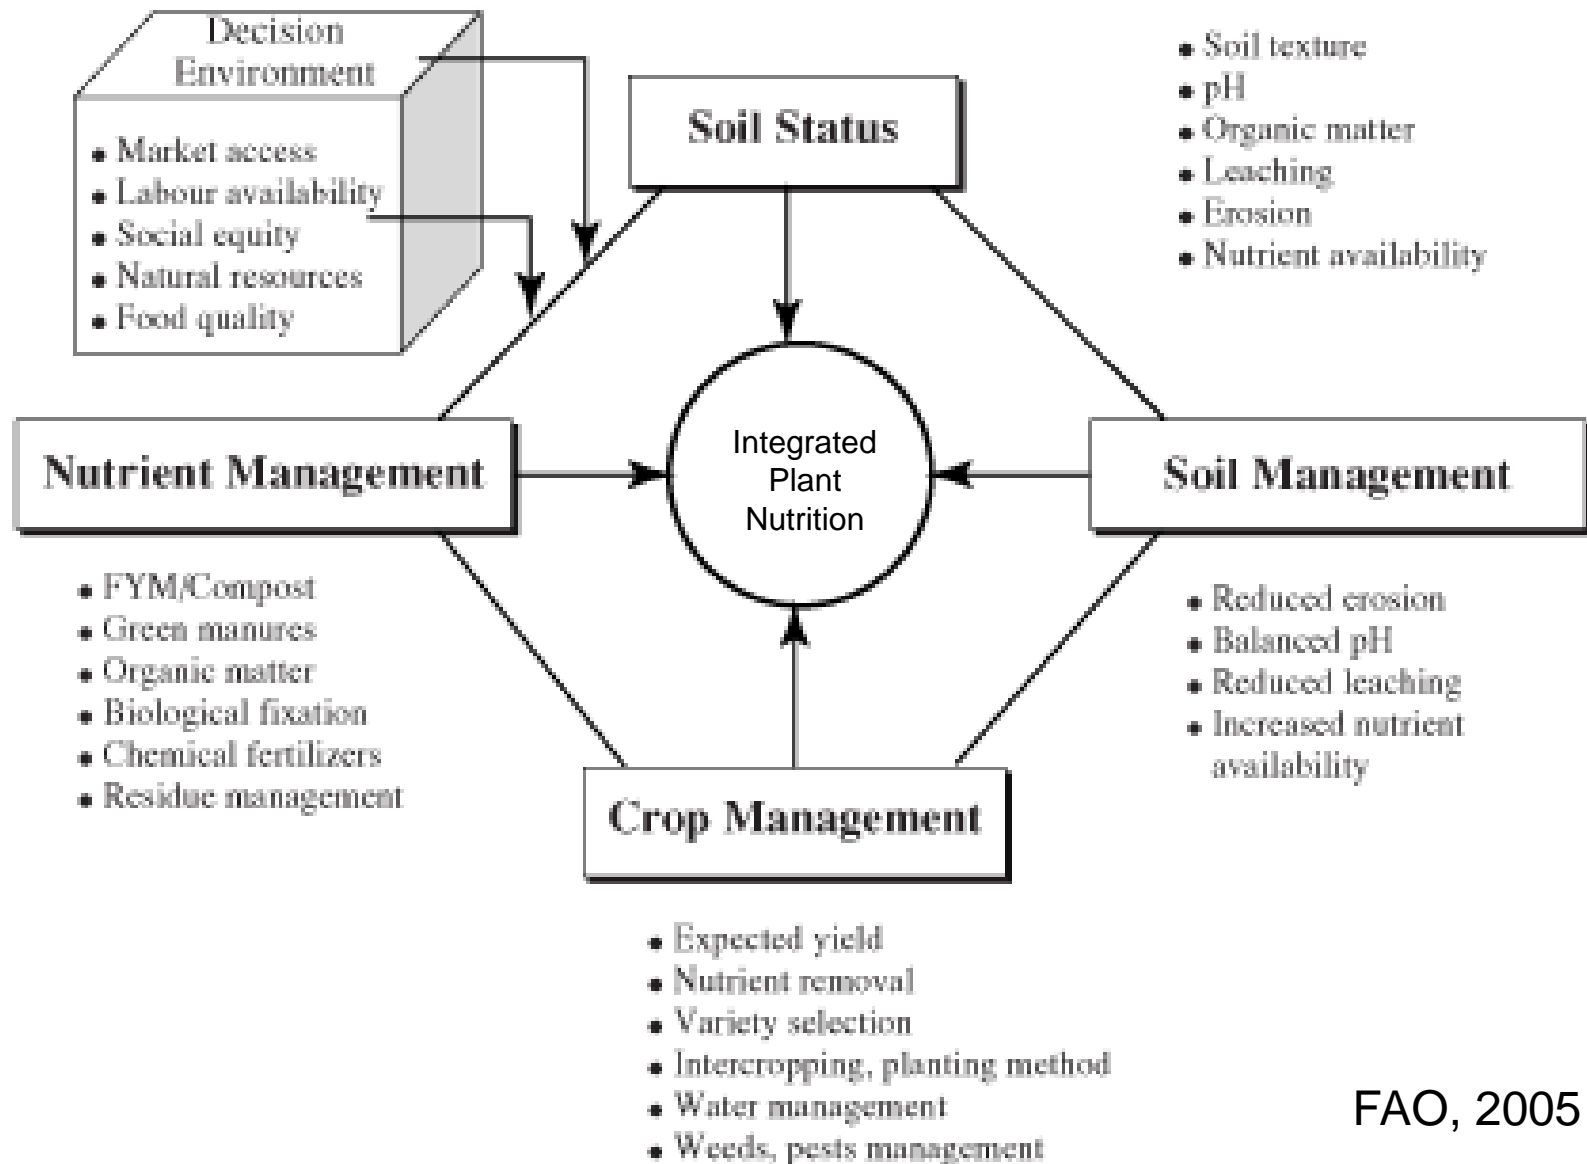 Decision
Environment
• Market access
• Labour availability
• Social equity
• Natural resources
• Food quality
Soil Status
• Soil texture
• pH
• Organic matter
• Leaching
• Erosion
• Nutrient availability
Nutrient Management
Integrated
Plant
Nutrition
Soil Management
• FYM/Compost
• Green manures
• Organic matter
• Biological fixation
• Chemical fertilizers
• Residue management
• Reduced erosion
• Balanced pH
• Reduced leaching
• Increased nutrient
availability
Crop Management
• Expected yield
• Nutrient removal
• Variety selection
• Intercropping, planting method
• Water management
• Weeds, pests management
FAO, 2005